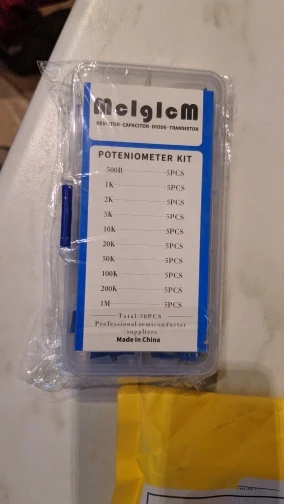 McIgIcM
RESISTOR·CAPACITOR·DIODE·TRANSISTOR
POTENIOMETER KIT
500R 5PCS
1K 5PCS
2K 5PCS
5K 5PCS
10K 5PCS
20K 5PCS
50K 5PCS
100K 5PCS
200K 5PCS
1M 5PCS
Total:50PCS
Professional semiconductor
suppliers
Made in China